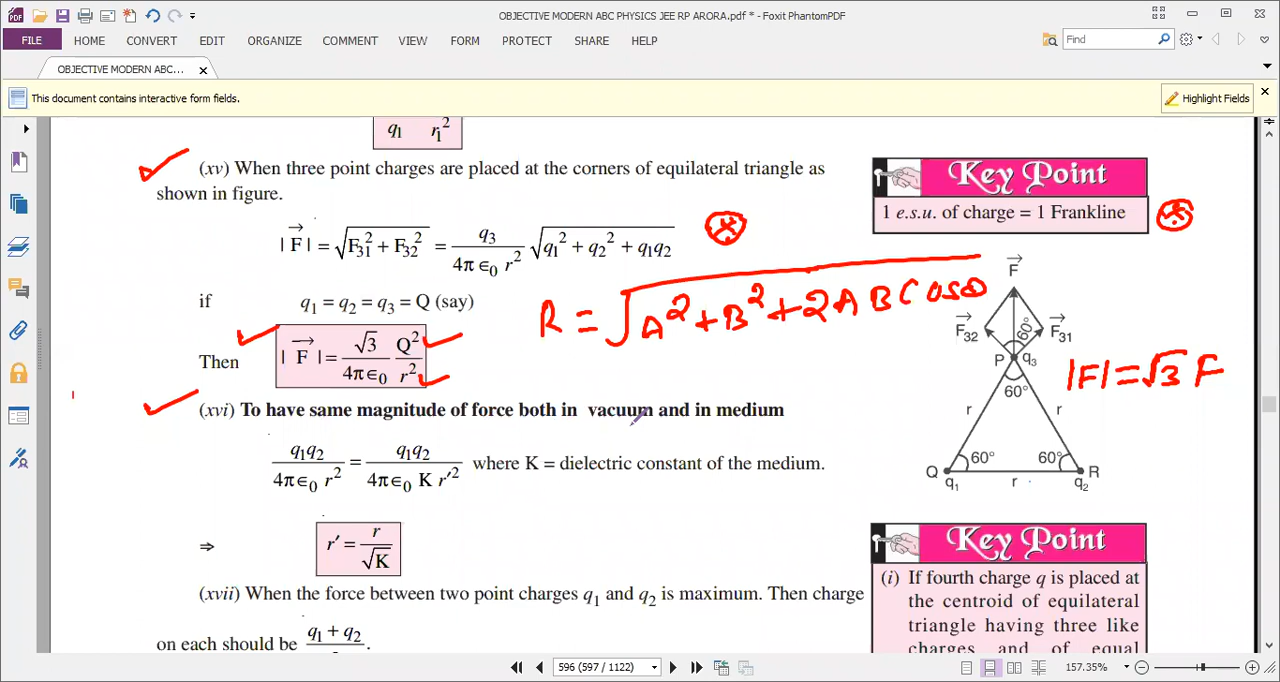 OBJECTIVE MODERN ABC PHYSICS JEE RP ARORA.pdf * - Foxit PhantomPDF
FILE HOME CONVERT EDIT ORGANIZE COMMENT VIEW FORM PROTECT SHARE HELP
Find
OBJECTIVE MODERN ABC...
This document contains interactive form fields.
Highlight Fields
q₁ r₁²
(xv) When three point charges are placed at the corners of equilateral triangle as
shown in figure.
|F⃗| = √(F₃₁² + F₃₂²) = q₃/(4π∈₀ r²) √(q₁² + q₂² + q₁q₂)
if q₁ = q₂ = q₃ = Q (say)
R = √(A² + B² + 2AB Cosθ)
Then |F⃗| = √3/(4π∈₀) Q²/r²
(xvi) To have same magnitude of force both in vacuum and in medium
q₁q₂/(4π∈₀ r²) = q₁q₂/(4π∈₀ K r′²) where K = dielectric constant of the medium.
⇒ r′ = r/√K
(xvii) When the force between two point charges q₁ and q₂ is maximum. Then charge
on each should be q₁ + q₂
Key Point
1 e.s.u. of charge = 1 Frankline
F⃗
F⃗₃₂ 60° F⃗₃₁
P q₃
|F| = √3 F
60°
r r
60° 60°
Q R
q₁ r q₂
Key Point
(i) If fourth charge q is placed at
the centroid of equilateral
triangle having three like
charges and of equal
596 (597 / 1122)
157.35%